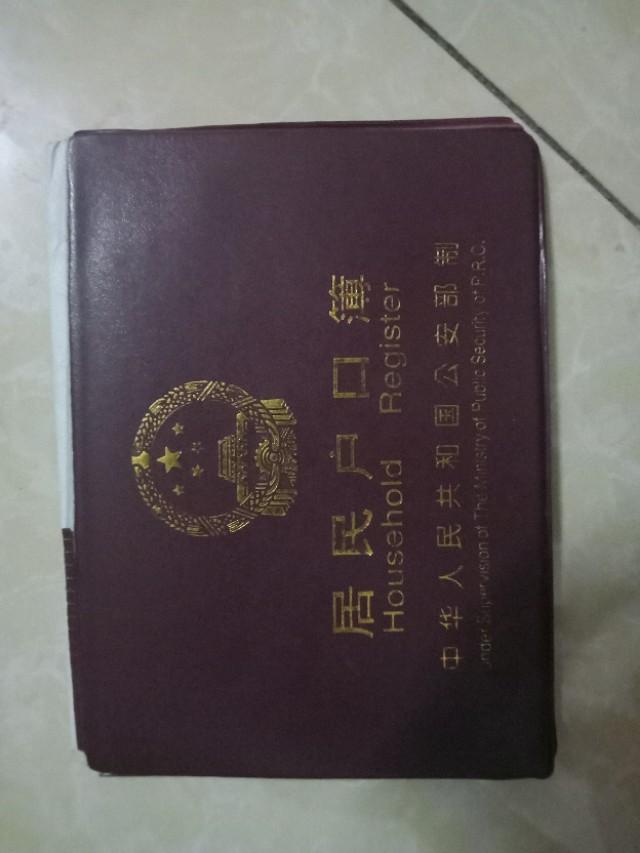 居民户口簿
Household Register
中华人民共和国公安部制
Under Supervision of The Ministry of Public Security of P.R.C.